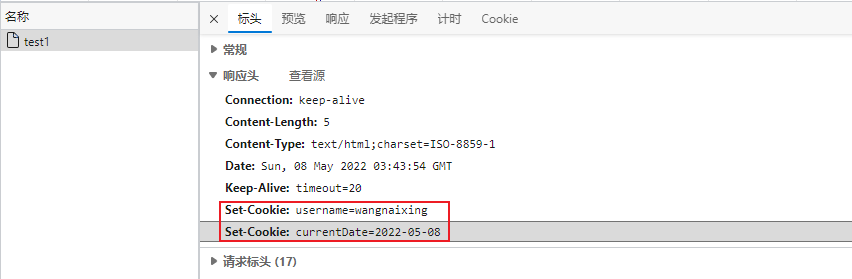 名称
test1
× 标头 预览 响应 发起程序 计时 Cookie
▶ 常规
▼ 响应头 查看源
Connection: keep-alive
Content-Length: 5
Content-Type: text/html;charset=ISO-8859-1
Date: Sun, 08 May 2022 03:43:54 GMT
Keep-Alive: timeout=20
Set-Cookie: username=wangnaixing
Set-Cookie: currentDate=2022-05-08
▶ 请求标头 (17)